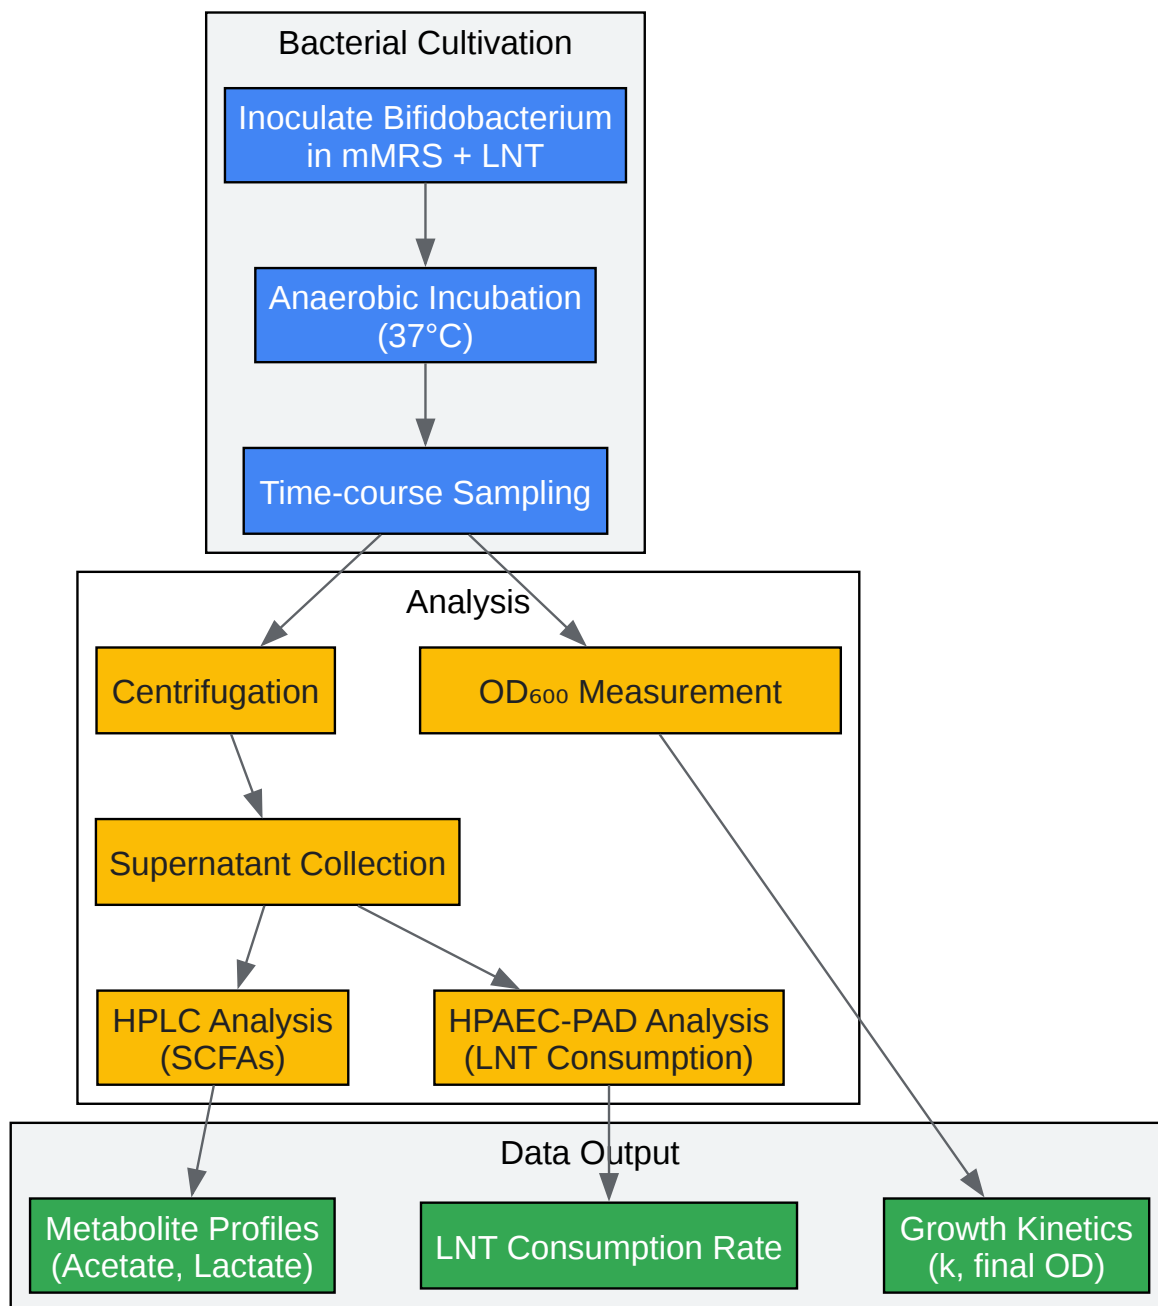 Bacterial Cultivation
Inoculate Bifidobacterium
in mMRS + LNT
Anaerobic Incubation
(37°C)
Time-course Sampling
Analysis
Centrifugation
OD₆₀₀ Measurement
Supernatant Collection
HPLC Analysis
(SCFAs)
HPAEC-PAD Analysis
(LNT Consumption)
Data Output
Metabolite Profiles
(Acetate, Lactate)
LNT Consumption Rate
Growth Kinetics
(k, final OD)